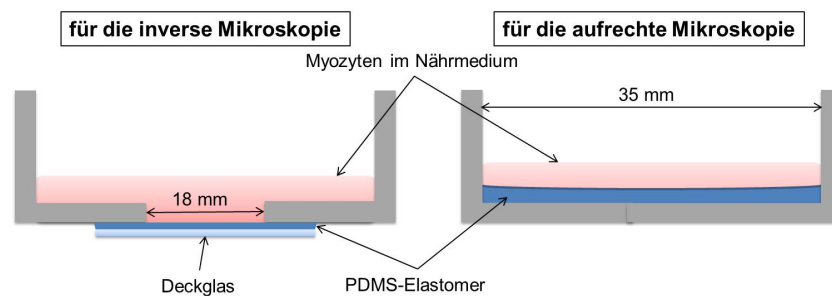 für die inverse Mikroskopie
für die aufrechte Mikroskopie
Myozyten im Nährmedium
35 mm
18 mm
Deckglas
PDMS-Elastomer